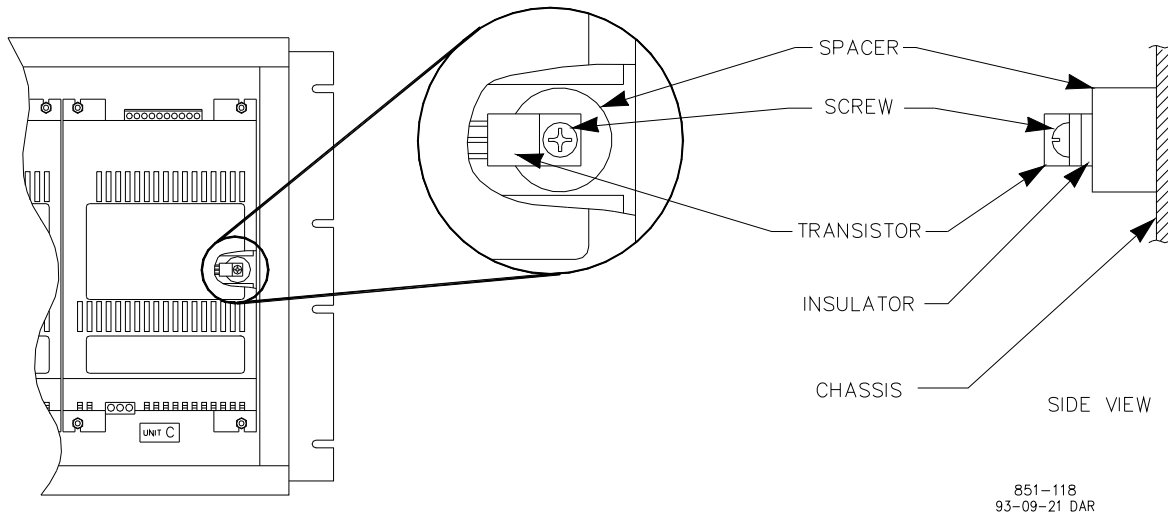 SPACER
SCREW
TRANSISTOR
INSULATOR
CHASSIS
SIDE VIEW
UNIT C
851-118
93-09-21 DAR